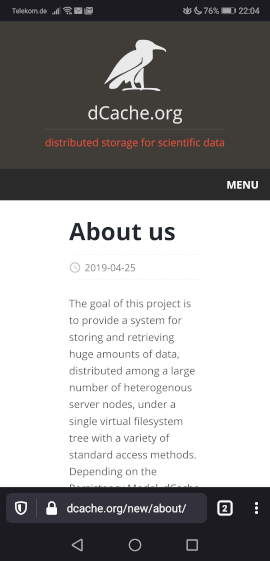 Telekom.de 76% 22:04
dCache.org
distributed storage for scientific data
MENU
About us
2019-04-25
The goal of this project is
to provide a system for
storing and retrieving
huge amounts of data,
distributed among a large
number of heterogenous
server nodes, under a
single virtual filesystem
tree with a variety of
standard access methods.
Depending on the
Persistency Model, dCache
dcache.org/new/about/ 2